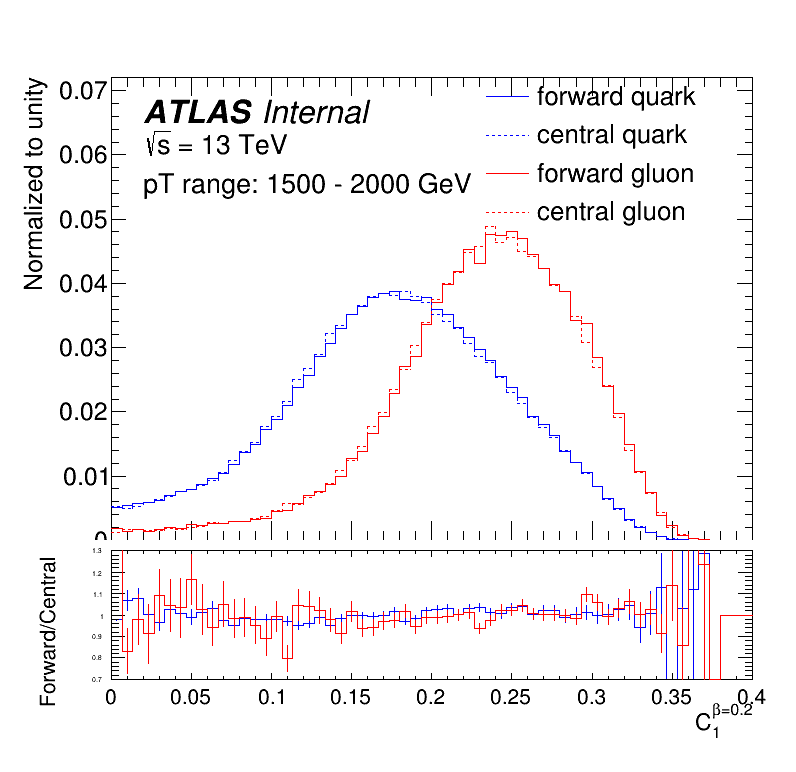 Normalized to unity
0.07
0.06
0.05
0.04
0.03
0.02
0.01
0
ATLAS Internal
√s = 13 TeV
pT range: 1500 - 2000 GeV
forward quark
central quark
forward gluon
central gluon
Forward/Central
1.3
1.2
1.1
1
0.9
0.8
0.7
0 0.05 0.1 0.15 0.2 0.25 0.3 0.35 0.4
C₁^β=0.2